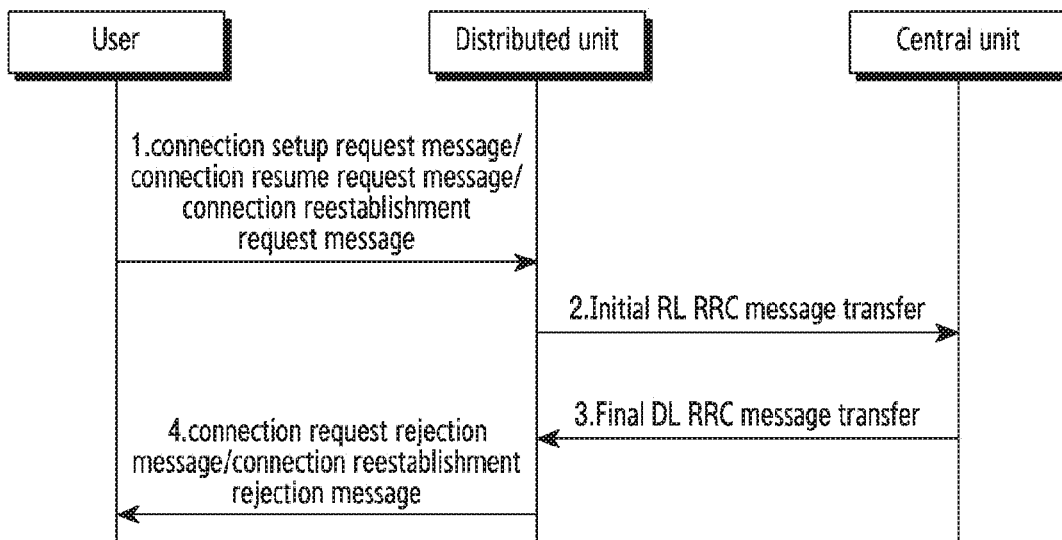 User
Distributed unit
Central unit
1.connection setup request message/
connection resume request message/
connection reestablishment
request message
2.Initial RL RRC message transfer
3.Final DL RRC message transfer
4.connection request rejection
message/connection reestablishment
rejection message